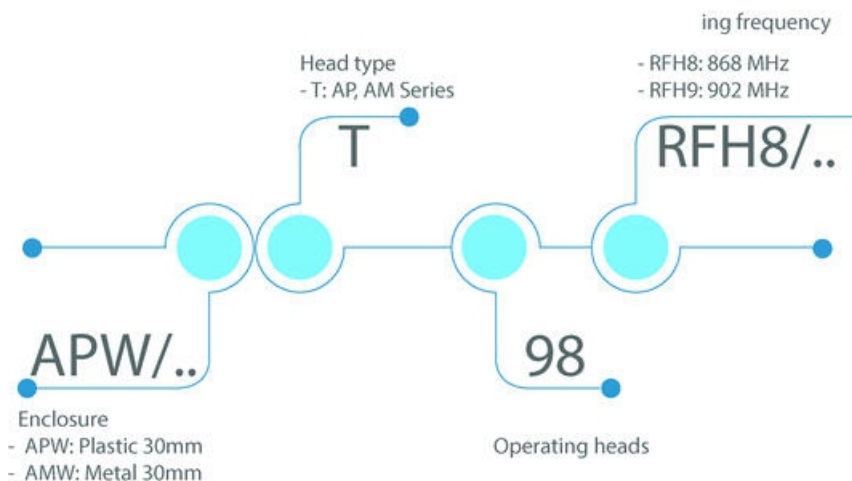 ing frequency
Head type
- RFH8: 868 MHz
- T: AP, AM Series
- RFH9: 902 MHz
T
RFH8/..
APW/..
98
Enclosure
- APW: Plastic 30mm
Operating heads
- AMW: Metal 30mm